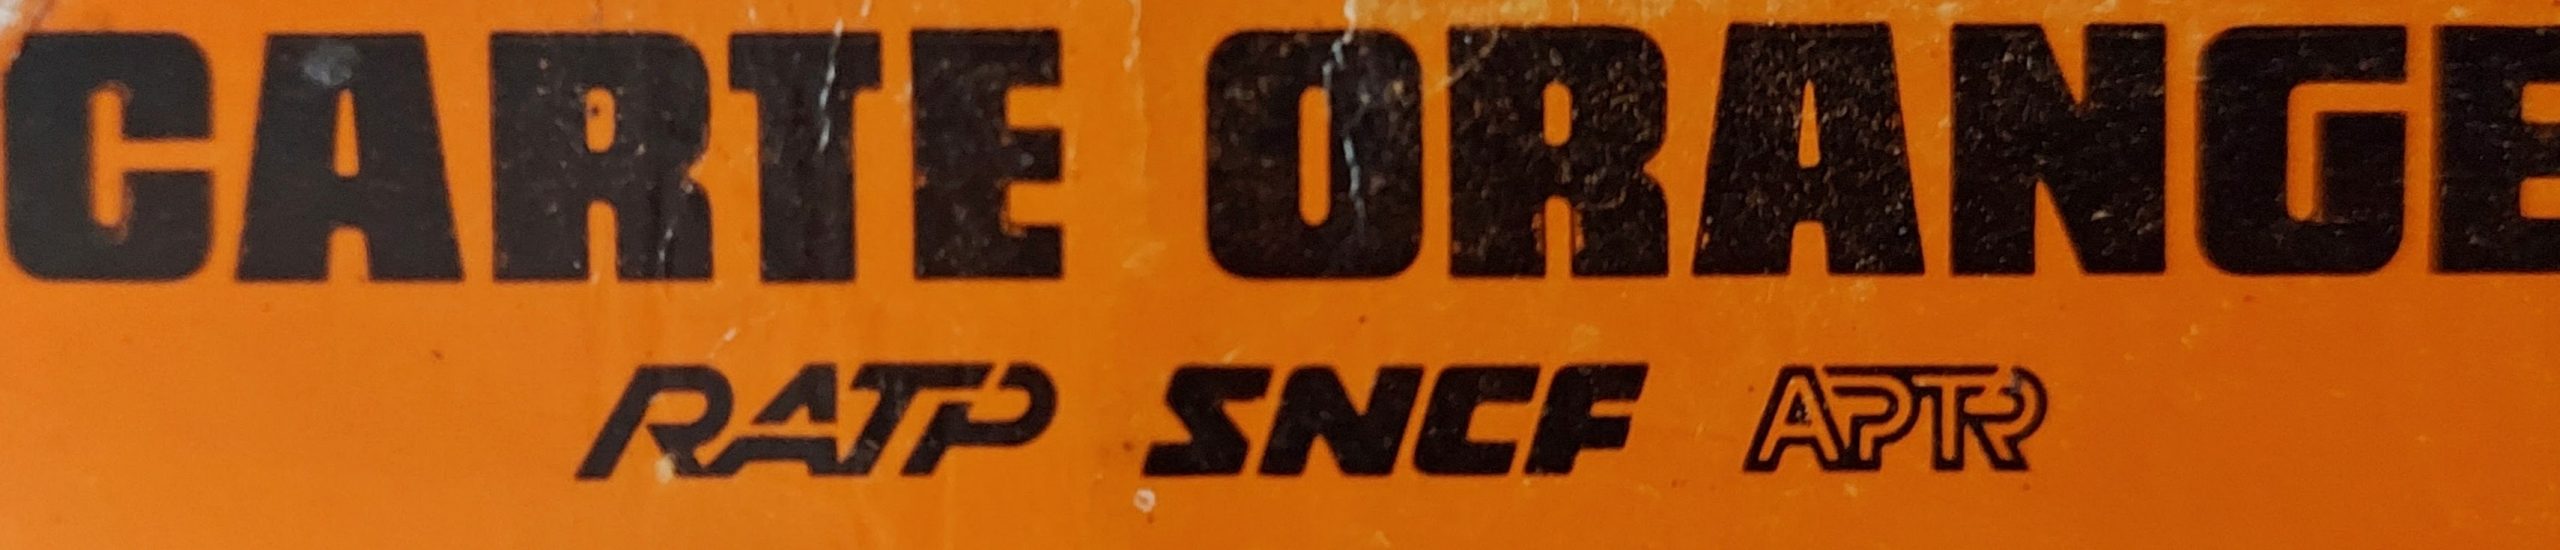 CARTE ORANGE
RATP SNCF APTR